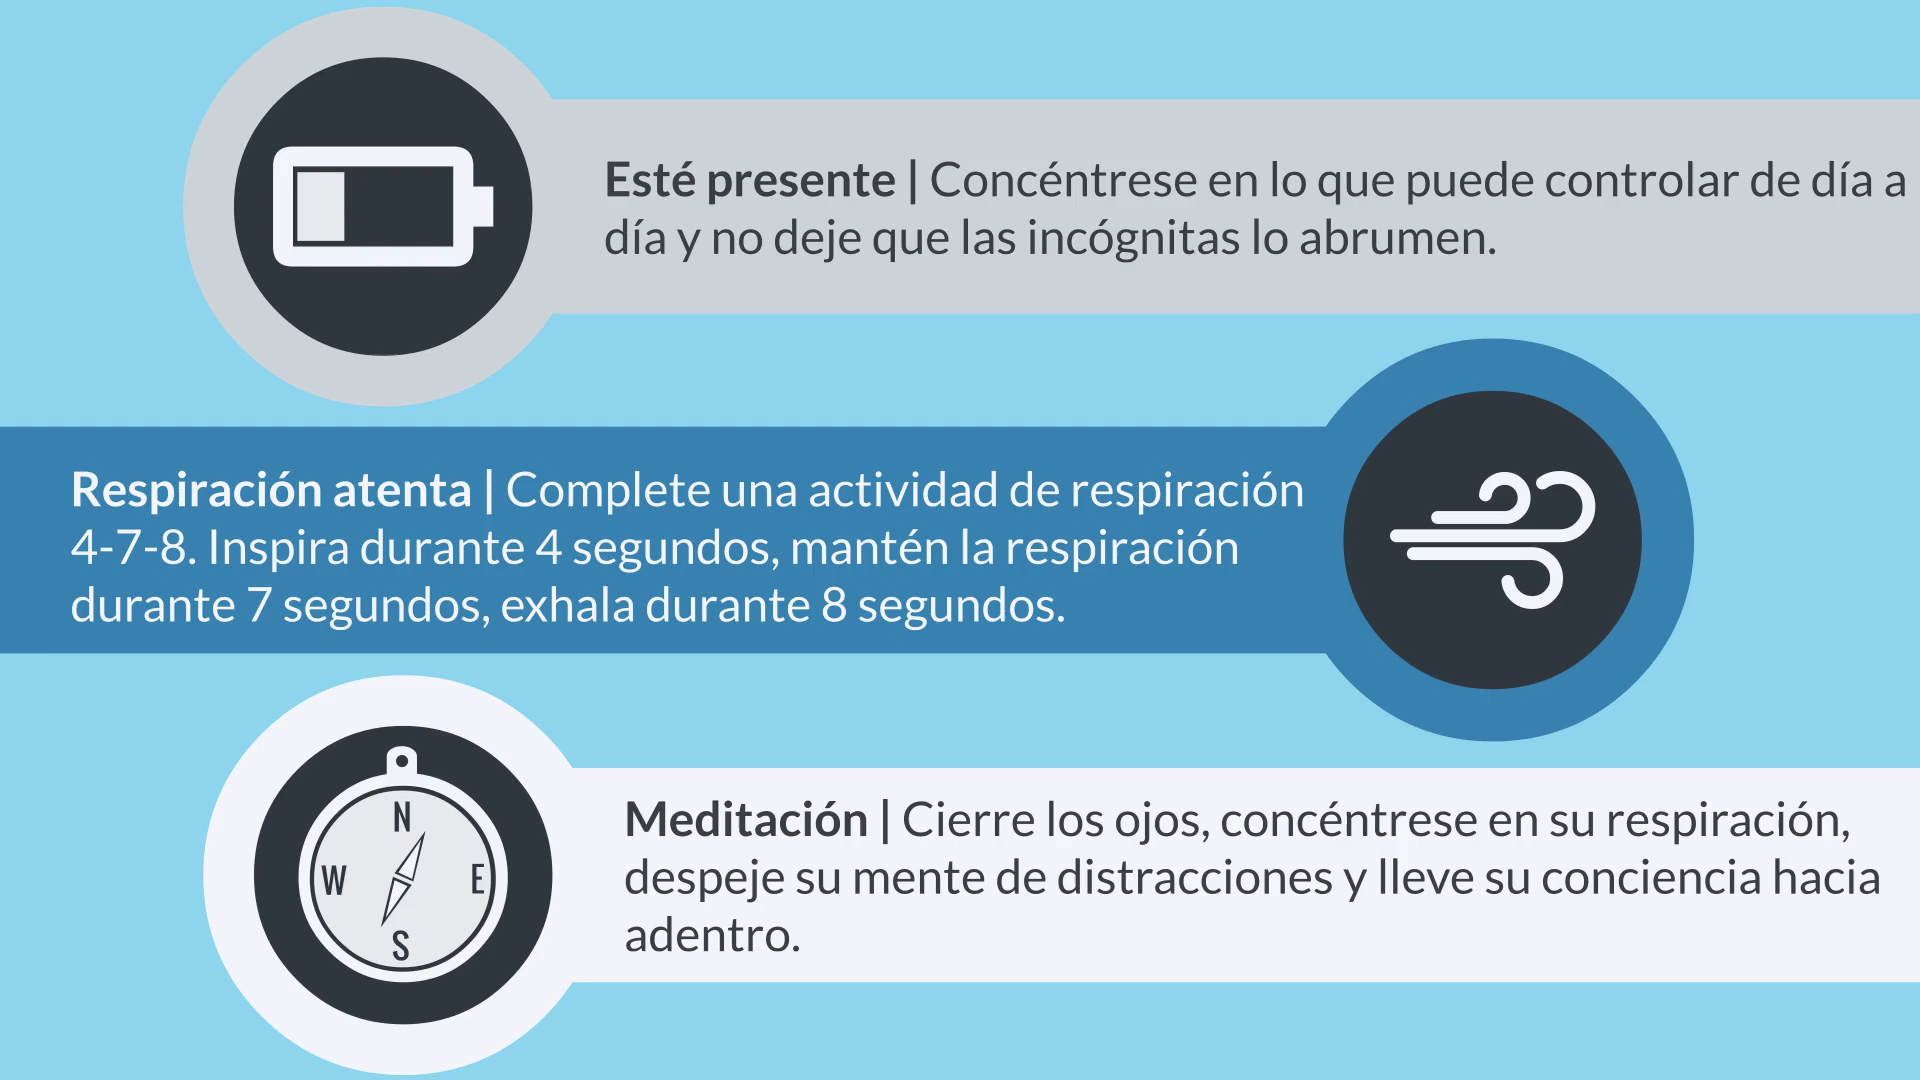 Esté presente | Concéntrese en lo que puede controlar de día a
día y no deje que las incógnitas lo abrumen.
Respiración atenta | Complete una actividad de respiración
4-7-8. Inspira durante 4 segundos, mantén la respiración
durante 7 segundos, exhala durante 8 segundos.
N
W E
S
Meditación | Cierre los ojos, concéntrese en su respiración,
despeje su mente de distracciones y lleve su conciencia hacia
adentro.